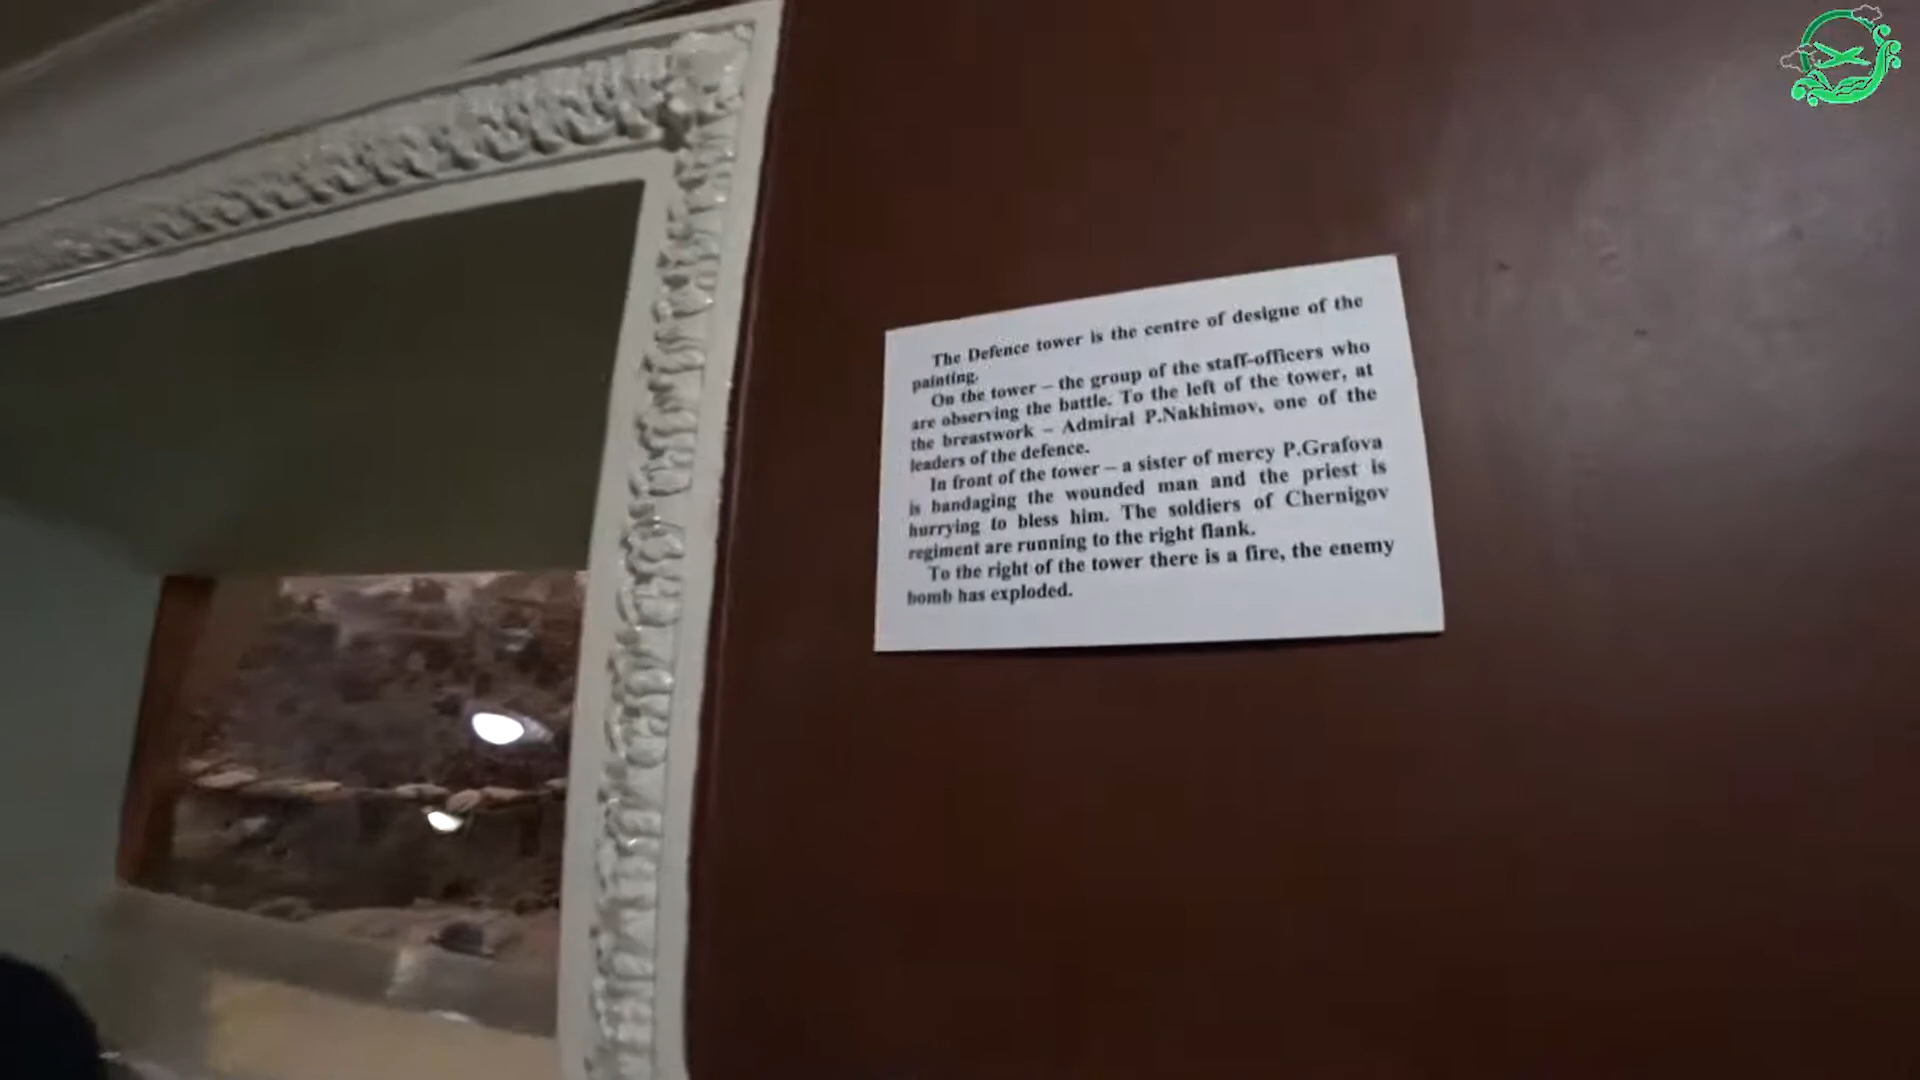 The Defence tower is the centre of designe of the
painting.
On the tower – the group of the staff-officers who
are observing the battle. To the left of the tower, at
the breastwork – Admiral P.Nakhimov, one of the
leaders of the defence.
In front of the tower – a sister of mercy P.Grafova
is bandaging the wounded man and the priest is
hurrying to bless him. The soldiers of Chernigov
regiment are running to the right flank.
To the right of the tower there is a fire, the enemy
bomb has exploded.